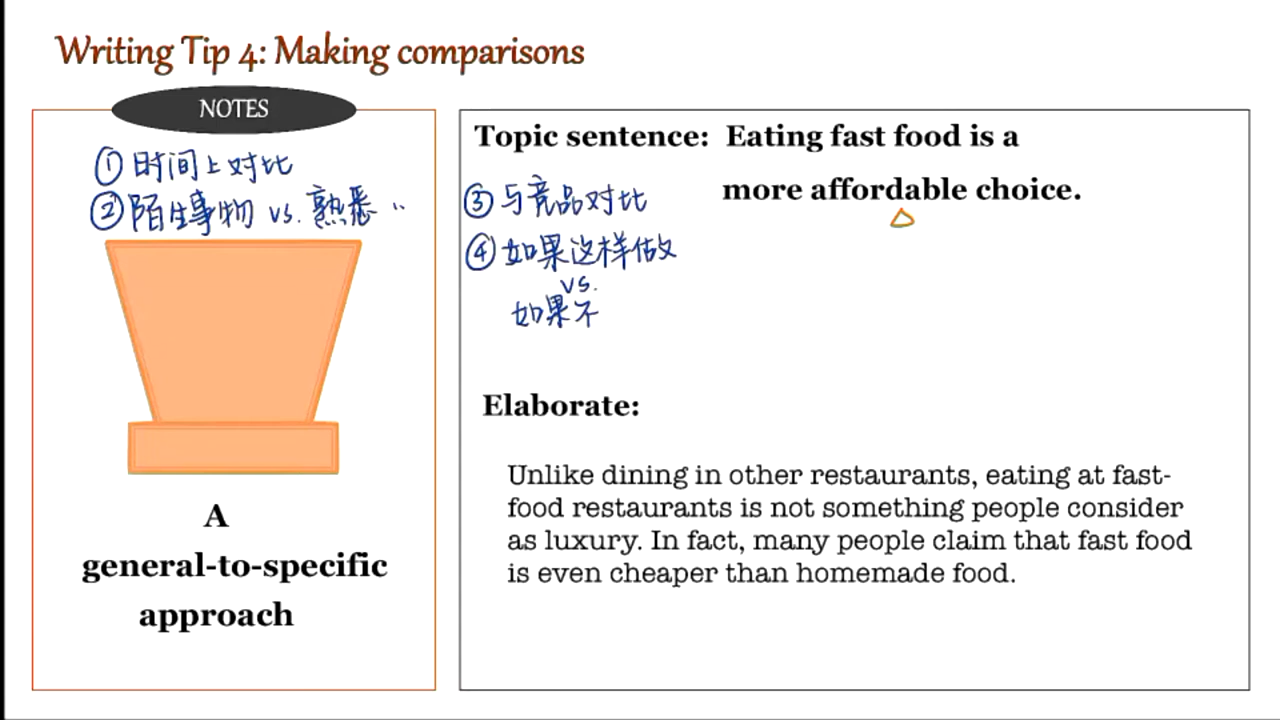 Writing Tip 4: Making comparisons
NOTES
① 时间上对比
② 陌生事物 vs. 熟悉 〃
A
general-to-specific
approach
Topic sentence: Eating fast food is a
more affordable choice.
③ 与竞品对比
④ 如果这样做
vs.
如果不
Elaborate:
Unlike dining in other restaurants, eating at fast-
food restaurants is not something people consider
as luxury. In fact, many people claim that fast food
is even cheaper than homemade food.